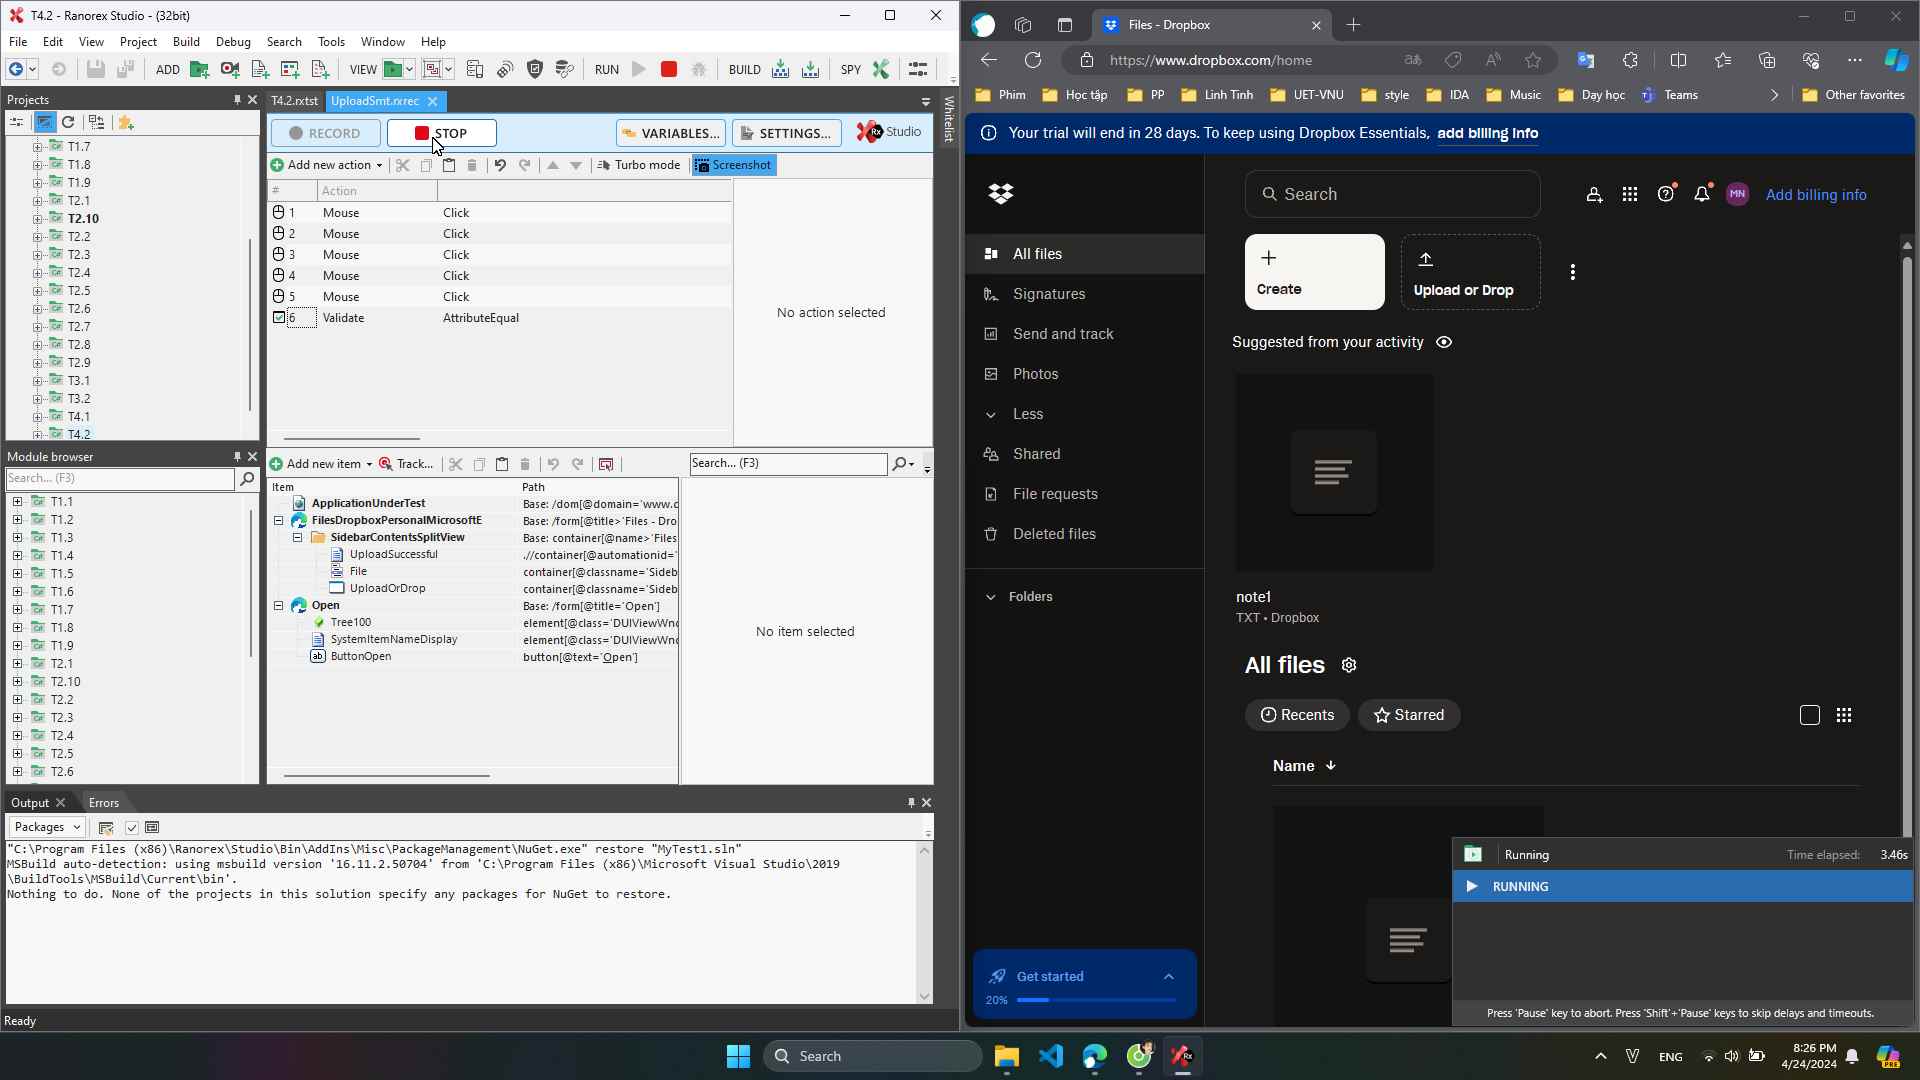 T4.2 - Ranorex Studio - (32bit)
File Edit View Project Build Debug Search Tools Window Help
ADD VIEW RUN BUILD SPY
Projects
T1.7
T1.8
T1.9
T2.1
T2.10
T2.2
T2.3
T2.4
T2.5
T2.6
T2.7
T2.8
T2.9
T3.1
T3.2
T4.1
T4.2
Module browser
Search... (F3)
T1.1
T1.2
T1.3
T1.4
T1.5
T1.6
T1.7
T1.8
T1.9
T2.1
T2.10
T2.2
T2.3
T2.4
T2.5
T2.6
T4.2.rxtst UploadSmt.rxrec
Whitelist
RECORD STOP VARIABLES... SETTINGS... Rx Studio
Add new action Turbo mode Screenshot
# Action
1 Mouse Click
2 Mouse Click
3 Mouse Click
4 Mouse Click
5 Mouse Click
6 Validate AttributeEqual
No action selected
Add new item Track... Search... (F3)
Item Path
ApplicationUnderTest Base: /dom[@domain='www.c
FilesDropboxPersonalMicrosoftE Base: /form[@title>'Files - Dro
SidebarContentsSplitView Base: container[@name>'Files
UploadSuccessful .//container[@automationid='
File container[@classname='Sideb
UploadOrDrop container[@classname='Sideb
Open Base: /form[@title='Open']
Tree100 element[@class='DUIViewWnd
SystemItemNameDisplay element[@class='DUIViewWnd
ButtonOpen button[@text='Open']
No item selected
Output Errors
Packages
"C:\Program Files (x86)\Ranorex\Studio\Bin\AddIns\Misc\PackageManagement\NuGet.exe" restore "MyTest1.sln"
MSBuild auto-detection: using msbuild version '16.11.2.50704' from 'C:\Program Files (x86)\Microsoft Visual Studio\2019
\BuildTools\MSBuild\Current\bin'.
Nothing to do. None of the projects in this solution specify any packages for NuGet to restore.
Ready
Files - Dropbox
https://www.dropbox.com/home
Phim Học tập PP Linh Tinh UET-VNU style IDA Music Dạy học Teams Other favorites
Your trial will end in 28 days. To keep using Dropbox Essentials, add billing info
Search
MN
Add billing info
All files
Signatures
Send and track
Photos
Less
Shared
File requests
Deleted files
Folders
Get started
20%
Create
Upload or Drop
Suggested from your activity
note1
TXT • Dropbox
All files
Recents Starred
Name
Running Time elapsed: 3.46s
RUNNING
Press 'Pause' key to abort. Press 'Shift'+'Pause' keys to skip delays and timeouts.
Search
ENG
8:26 PM
4/24/2024
PRE